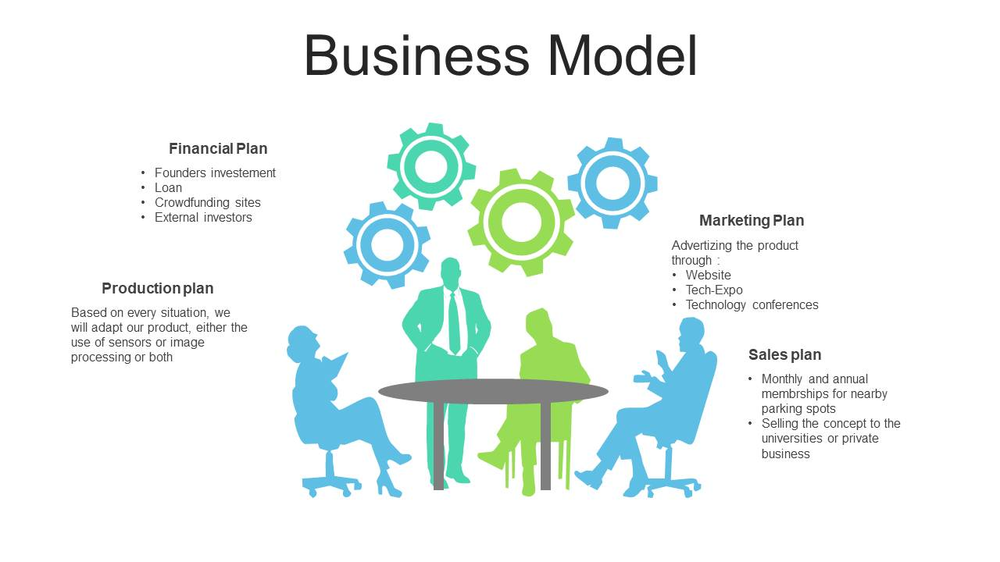 Business Model
Financial Plan
• Founders investement
• Loan
• Crowdfunding sites
• External investors
Production plan
Based on every situation, we
will adapt our product, either the
use of sensors or image
processing or both
Marketing Plan
Advertizing the product
through :
• Website
• Tech-Expo
• Technology conferences
Sales plan
• Monthly and annual
membrships for nearby
parking spots
• Selling the concept to the
universities or private
business